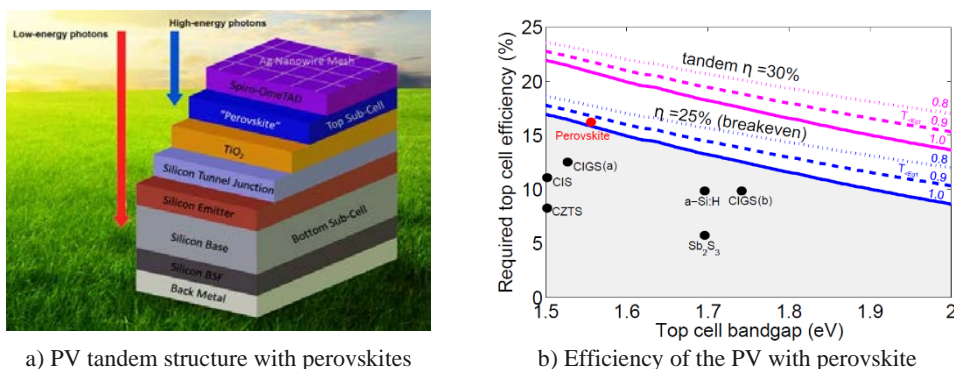 Low-energy photons
High-energy photons
Ag Nanowire Mesh
Spiro-OmeTAD
"Perovskite"
Top Sub-Cell
TiO₂
Silicon Tunnel Junction
Silicon Emitter
Silicon Base
Bottom Sub-Cell
Silicon BSF
Back Metal
a) PV tandem structure with perovskites
Required top cell efficiency (%)
25
20
15
10
5
0
tandem η =30%
0.8
T<Egt
0.9
1.0
η =25% (breakeven)
0.8
T<Egt
0.9
1.0
Perovskite
CIGS(a)
CIS
CZTS
a-Si:H
CIGS(b)
Sb₂S₃
1.5 1.6 1.7 1.8 1.9 2
Top cell bandgap (eV)
b) Efficiency of the PV with perovskite